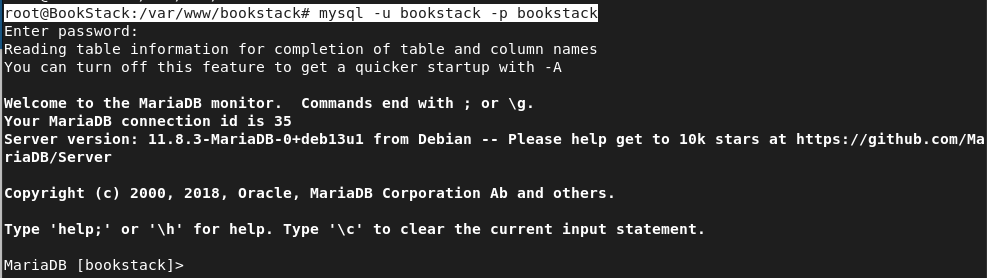 root@BookStack:/var/www/bookstack# mysql -u bookstack -p bookstack
Enter password:
Reading table information for completion of table and column names
You can turn off this feature to get a quicker startup with -A
Welcome to the MariaDB monitor.  Commands end with ; or \g.
Your MariaDB connection id is 35
Server version: 11.8.3-MariaDB-0+deb13u1 from Debian -- Please help get to 10k stars at https://github.com/Ma
riaDB/Server
Copyright (c) 2000, 2018, Oracle, MariaDB Corporation Ab and others.
Type 'help;' or '\h' for help. Type '\c' to clear the current input statement.
MariaDB [bookstack]>